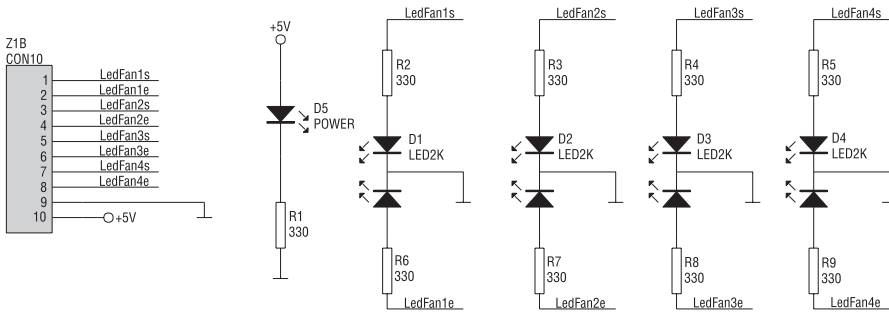 Z1B
CON10
1 LedFan1s
2 LedFan1e
3 LedFan2s
4 LedFan2e
5 LedFan3s
6 LedFan3e
7 LedFan4s
8 LedFan4e
9
10 +5V
+5V
D5
POWER
R1
330
LedFan1s
R2
330
D1
LED2K
R6
330
LedFan1e
LedFan2s
R3
330
D2
LED2K
R7
330
LedFan2e
LedFan3s
R4
330
D3
LED2K
R8
330
LedFan3e
LedFan4s
R5
330
D4
LED2K
R9
330
LedFan4e